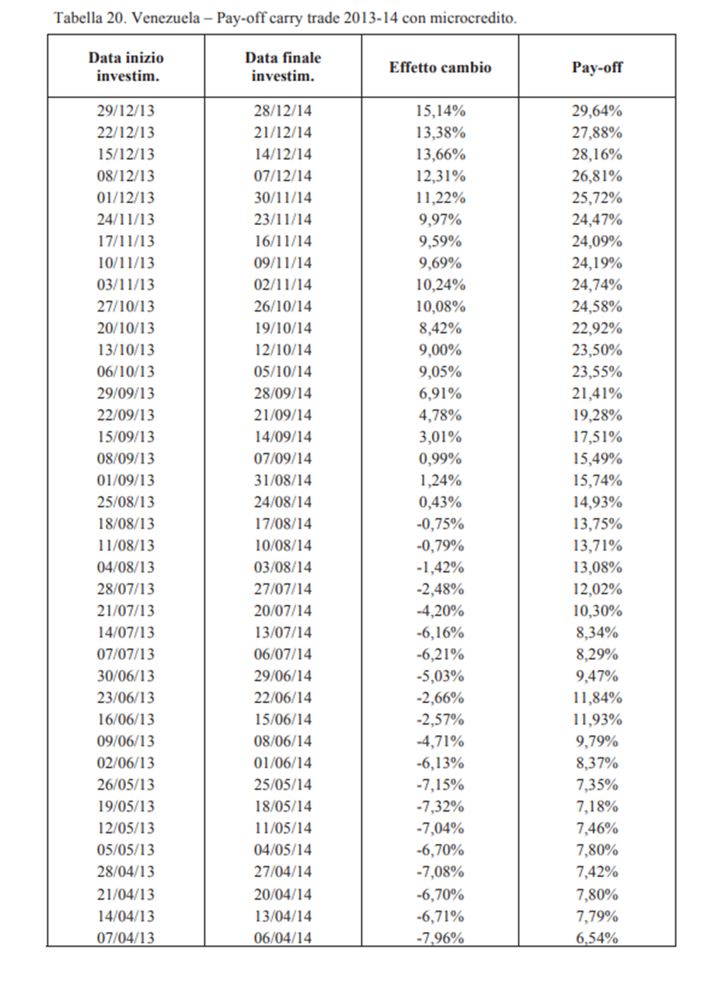 Tabella 20. Venezuela – Pay-off carry trade 2013-14 con microcredito.
Data inizio investim. Data finale investim. Effetto cambio Pay-off
29/12/13 28/12/14 15,14% 29,64%
22/12/13 21/12/14 13,38% 27,88%
15/12/13 14/12/14 13,66% 28,16%
08/12/13 07/12/14 12,31% 26,81%
01/12/13 30/11/14 11,22% 25,72%
24/11/13 23/11/14 9,97% 24,47%
17/11/13 16/11/14 9,59% 24,09%
10/11/13 09/11/14 9,69% 24,19%
03/11/13 02/11/14 10,24% 24,74%
27/10/13 26/10/14 10,08% 24,58%
20/10/13 19/10/14 8,42% 22,92%
13/10/13 12/10/14 9,00% 23,50%
06/10/13 05/10/14 9,05% 23,55%
29/09/13 28/09/14 6,91% 21,41%
22/09/13 21/09/14 4,78% 19,28%
15/09/13 14/09/14 3,01% 17,51%
08/09/13 07/09/14 0,99% 15,49%
01/09/13 31/08/14 1,24% 15,74%
25/08/13 24/08/14 0,43% 14,93%
18/08/13 17/08/14 -0,75% 13,75%
11/08/13 10/08/14 -0,79% 13,71%
04/08/13 03/08/14 -1,42% 13,08%
28/07/13 27/07/14 -2,48% 12,02%
21/07/13 20/07/14 -4,20% 10,30%
14/07/13 13/07/14 -6,16% 8,34%
07/07/13 06/07/14 -6,21% 8,29%
30/06/13 29/06/14 -5,03% 9,47%
23/06/13 22/06/14 -2,66% 11,84%
16/06/13 15/06/14 -2,57% 11,93%
09/06/13 08/06/14 -4,71% 9,79%
02/06/13 01/06/14 -6,13% 8,37%
26/05/13 25/05/14 -7,15% 7,35%
19/05/13 18/05/14 -7,32% 7,18%
12/05/13 11/05/14 -7,04% 7,46%
05/05/13 04/05/14 -6,70% 7,80%
28/04/13 27/04/14 -7,08% 7,42%
21/04/13 20/04/14 -6,70% 7,80%
14/04/13 13/04/14 -6,71% 7,79%
07/04/13 06/04/14 -7,96% 6,54%